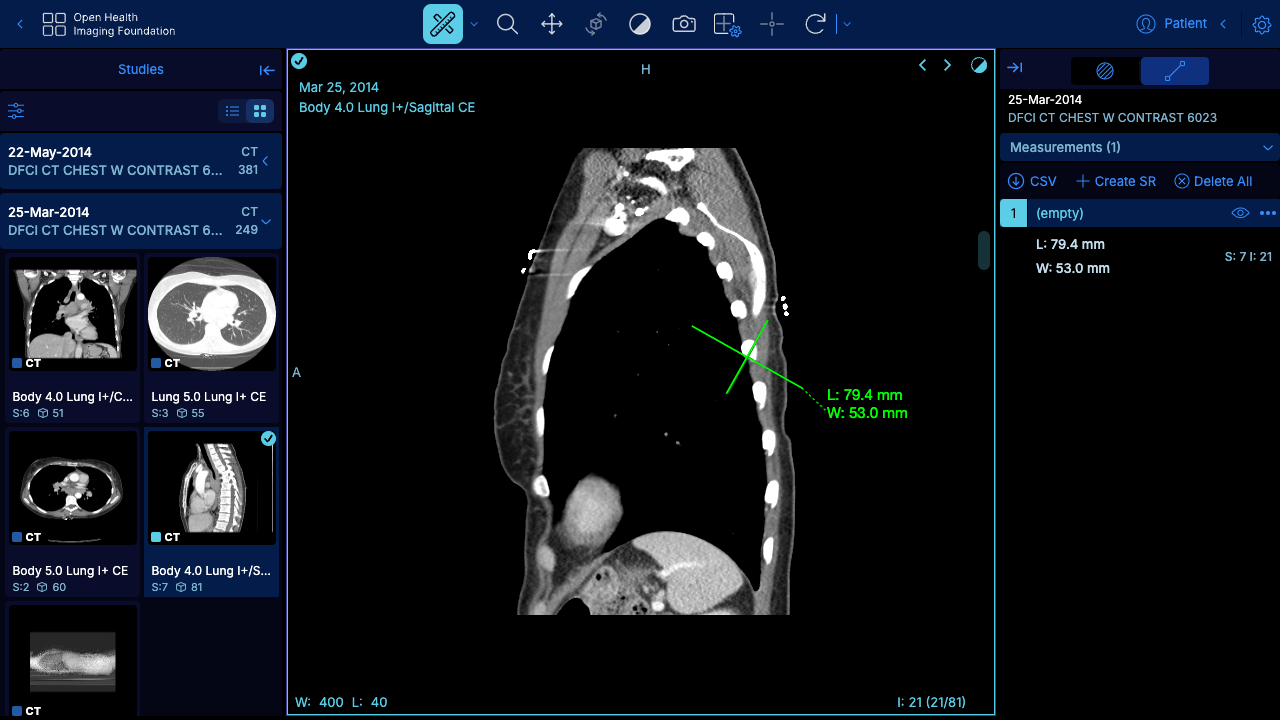 Open Health
Imaging Foundation
Patient
Studies
22-May-2014
CT
DFCI CT CHEST W CONTRAST 6...
381
25-Mar-2014
CT
DFCI CT CHEST W CONTRAST 6...
249
CT
CT
Body 4.0 Lung I+/C...
Lung 5.0 Lung I+ CE
S:6 51
S:3 55
CT
CT
Body 5.0 Lung I+ CE
Body 4.0 Lung I+/S...
S:2 60
S:7 81
CT
H
Mar 25, 2014
Body 4.0 Lung I+/Sagittal CE
A
L: 79.4 mm
W: 53.0 mm
W: 400 L: 40
I: 21 (21/81)
25-Mar-2014
DFCI CT CHEST W CONTRAST 6023
Measurements (1)
CSV
Create SR
Delete All
1
(empty)
L: 79.4 mm
W: 53.0 mm
S: 7 I: 21